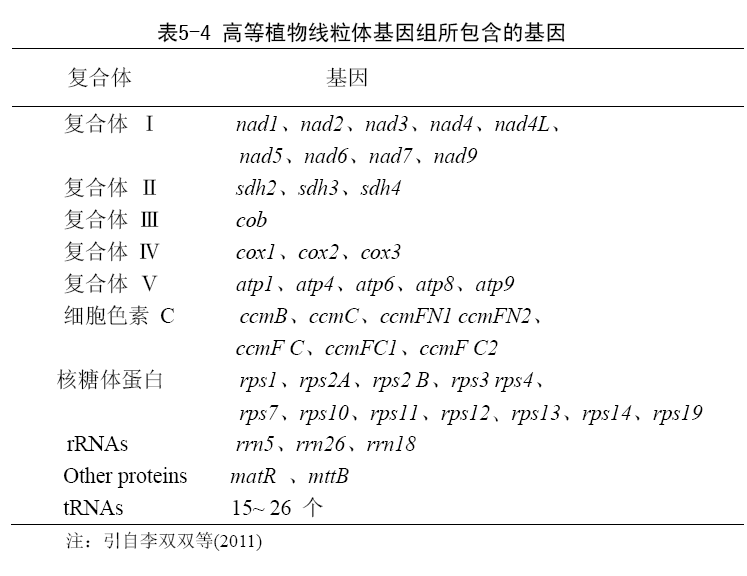 表5-4 高等植物线粒体基因组所包含的基因
复合体 基因
复合体 Ⅰ nad1、nad2、nad3、nad4、nad4L、
nad5、nad6、nad7、nad9
复合体 Ⅱ sdh2、sdh3、sdh4
复合体 Ⅲ cob
复合体 Ⅳ cox1、cox2、cox3
复合体 Ⅴ atp1、atp4、atp6、atp8、atp9
细胞色素 C ccmB、ccmC、ccmFN1 ccmFN2、
ccmF C、ccmFC1、ccmF C2
核糖体蛋白 rps1、rps2A、rps2 B、rps3 rps4、
rps7、rps10、rps11、rps12、rps13、rps14、rps19
rRNAs rrn5、rrn26、rrn18
Other proteins matR 、mttB
tRNAs 15~ 26 个
注：引自李双双等(2011)